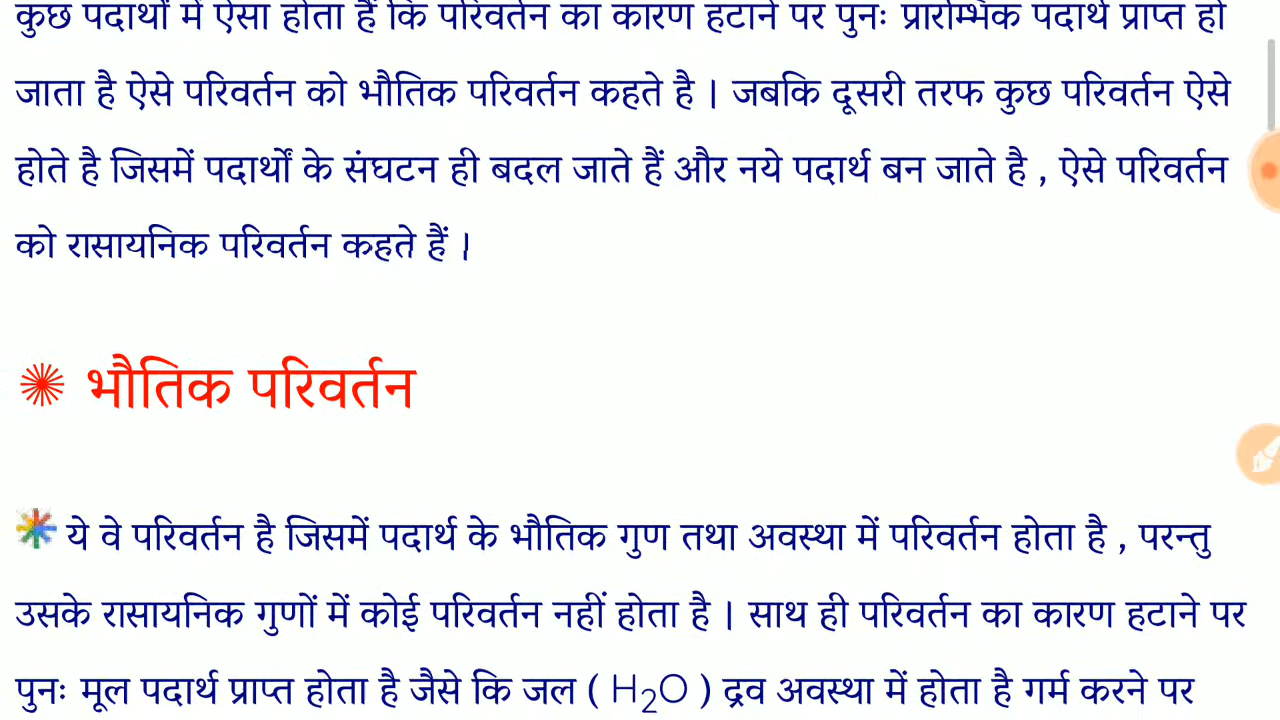 कुछ पदार्थो में ऐसा होता हैं कि परिवर्तन का कारण हटाने पर पुनः प्रारम्भिक पदार्थ प्राप्त हो
जाता है ऐसे परिवर्तन को भौतिक परिवर्तन कहते है । जबकि दूसरी तरफ कुछ परिवर्तन ऐसे
होते है जिसमें पदार्थों के संघटन ही बदल जाते हैं और नये पदार्थ बन जाते है , ऐसे परिवर्तन
को रासायनिक परिवर्तन कहते हैं ।
भौतिक परिवर्तन
ये वे परिवर्तन है जिसमें पदार्थ के भौतिक गुण तथा अवस्था में परिवर्तन होता है , परन्तु
उसके रासायनिक गुणों में कोई परिवर्तन नहीं होता है । साथ ही परिवर्तन का कारण हटाने पर
पुनः मूल पदार्थ प्राप्त होता है जैसे कि जल ( H₂O ) द्रव अवस्था में होता है गर्म करने पर